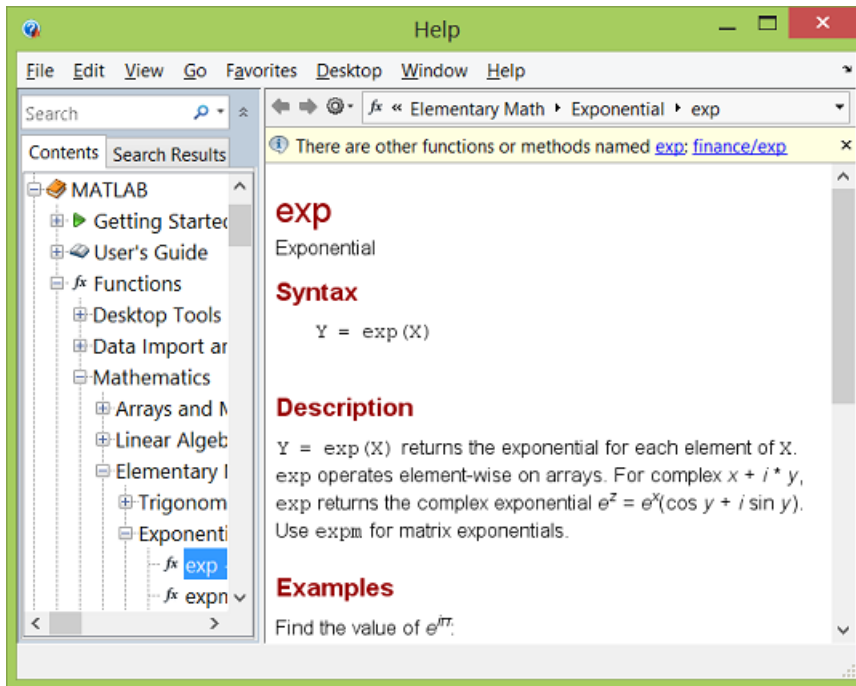 Help
File Edit View Go Favorites Desktop Window Help
Search
fx « Elementary Math ▸ Exponential ▸ exp
Contents Search Results
There are other functions or methods named exp: finance/exp
MATLAB
Getting Started
User's Guide
fx Functions
Desktop Tools
Data Import ar
Mathematics
Arrays and M
Linear Algeb
Elementary
Trigonom
Exponenti
fx exp
fx expn
exp
Exponential
Syntax
Y = exp(X)
Description
Y = exp(X) returns the exponential for each element of X.
exp operates element-wise on arrays. For complex x + i * y,
exp returns the complex exponential e^z = e^x(cos y + i sin y).
Use expm for matrix exponentials.
Examples
Find the value of e^iπ: